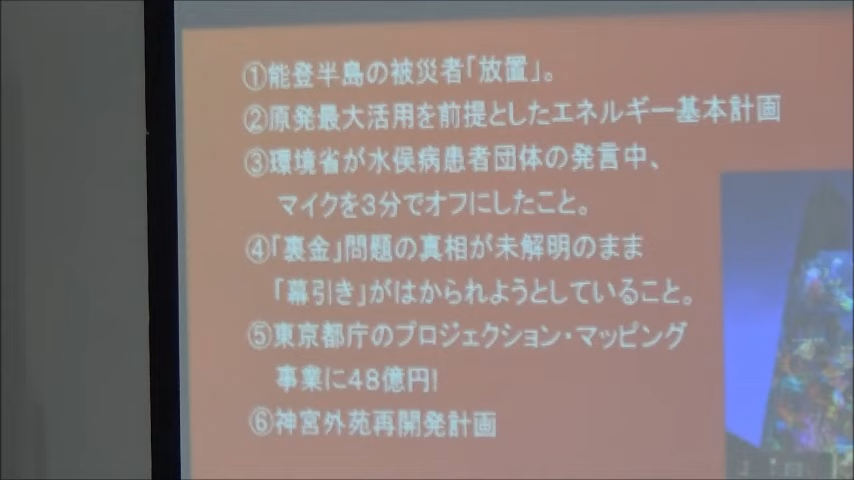 ①能登半島の被災者「放置」。
②原発最大活用を前提としたエネルギー基本計画
③環境省が水俣病患者団体の発言中、
マイクを3分でオフにしたこと。
④「裏金」問題の真相が未解明のまま
「幕引き」がはかられようとしていること。
⑤東京都庁のプロジェクション・マッピング
事業に48億円!
⑥神宮外苑再開発計画